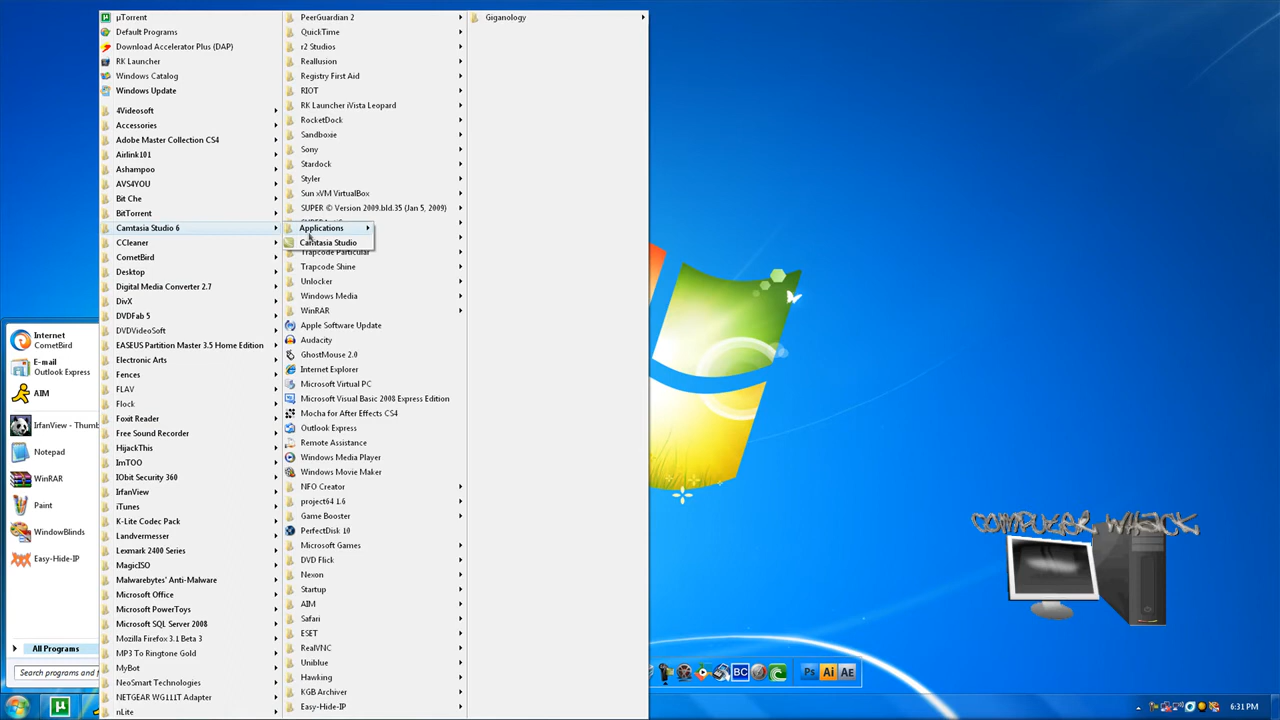 µTorrent
Default Programs
Download Accelerator Plus (DAP)
RK Launcher
Windows Catalog
Windows Update
4Videosoft
Accessories
Adobe Master Collection CS4
Airlink101
Ashampoo
AVS4YOU
Bit Che
BitTorrent
Camtasia Studio 6
CCleaner
CometBird
Desktop
Digital Media Converter 2.7
DivX
DVDFab 5
DVDVideoSoft
EASEUS Partition Master 3.5 Home Edition
Electronic Arts
Fences
FLAV
Flock
Foxit Reader
Free Sound Recorder
HijackThis
ImTOO
IObit Security 360
IrfanView
iTunes
K-Lite Codec Pack
Landvermesser
Lexmark 2400 Series
MagicISO
Malwarebytes' Anti-Malware
Microsoft Office
Microsoft PowerToys
Microsoft SQL Server 2008
Mozilla Firefox 3.1 Beta 3
MP3 To Ringtone Gold
MyBot
NeoSmart Technologies
NETGEAR WG111T Adapter
nLite
PeerGuardian 2
QuickTime
r2 Studios
Reallusion
Registry First Aid
RIOT
RK Launcher iVista Leopard
RocketDock
Sandboxie
Sony
Stardock
Styler
Sun xVM VirtualBox
SUPER © Version 2009.bld.35 (Jan 5, 2009)
Applications
Camtasia Studio
Trapcode Particular
Trapcode Shine
Unlocker
Windows Media
WinRAR
Apple Software Update
Audacity
GhostMouse 2.0
Internet Explorer
Microsoft Virtual PC
Microsoft Visual Basic 2008 Express Edition
Mocha for After Effects CS4
Outlook Express
Remote Assistance
Windows Media Player
Windows Movie Maker
NFO Creator
project64 1.6
Game Booster
PerfectDisk 10
Microsoft Games
DVD Flick
Nexon
Startup
AIM
Safari
ESET
RealVNC
Uniblue
Hawking
KGB Archiver
Easy-Hide-IP
Giganology
Internet
CometBird
E-mail
Outlook Express
AIM
IrfanView - Thumb
Notepad
WinRAR
Paint
WindowBlinds
Easy-Hide-IP
All Programs
Search programs and f
COMPUTER WHACK
BC
Ps
Ai
AE
6:31 PM